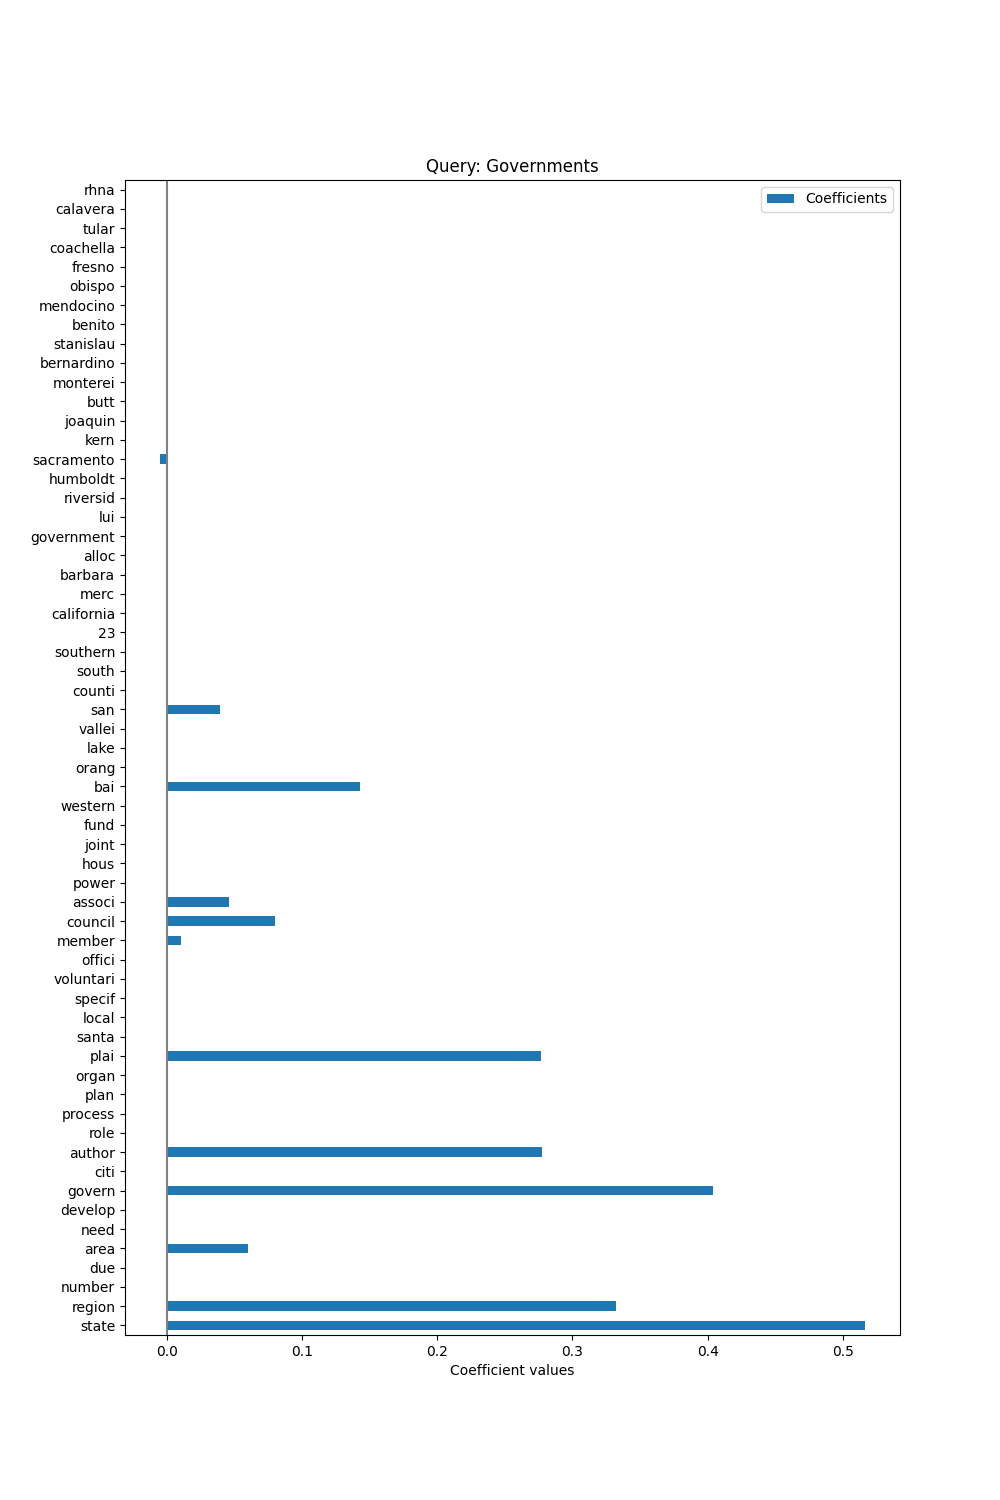 Query: Governments
Coefficients
rhna
calavera
tular
coachella
fresno
obispo
mendocino
benito
stanislau
bernardino
monterei
butt
joaquin
kern
sacramento
humboldt
riversid
lui
government
alloc
barbara
merc
california
23
southern
south
counti
san
vallei
lake
orang
bai
western
fund
joint
hous
power
associ
council
member
offici
voluntari
specif
local
santa
plai
organ
plan
process
role
author
citi
govern
develop
need
area
due
number
region
state
0.0 0.1 0.2 0.3 0.4 0.5
Coefficient values